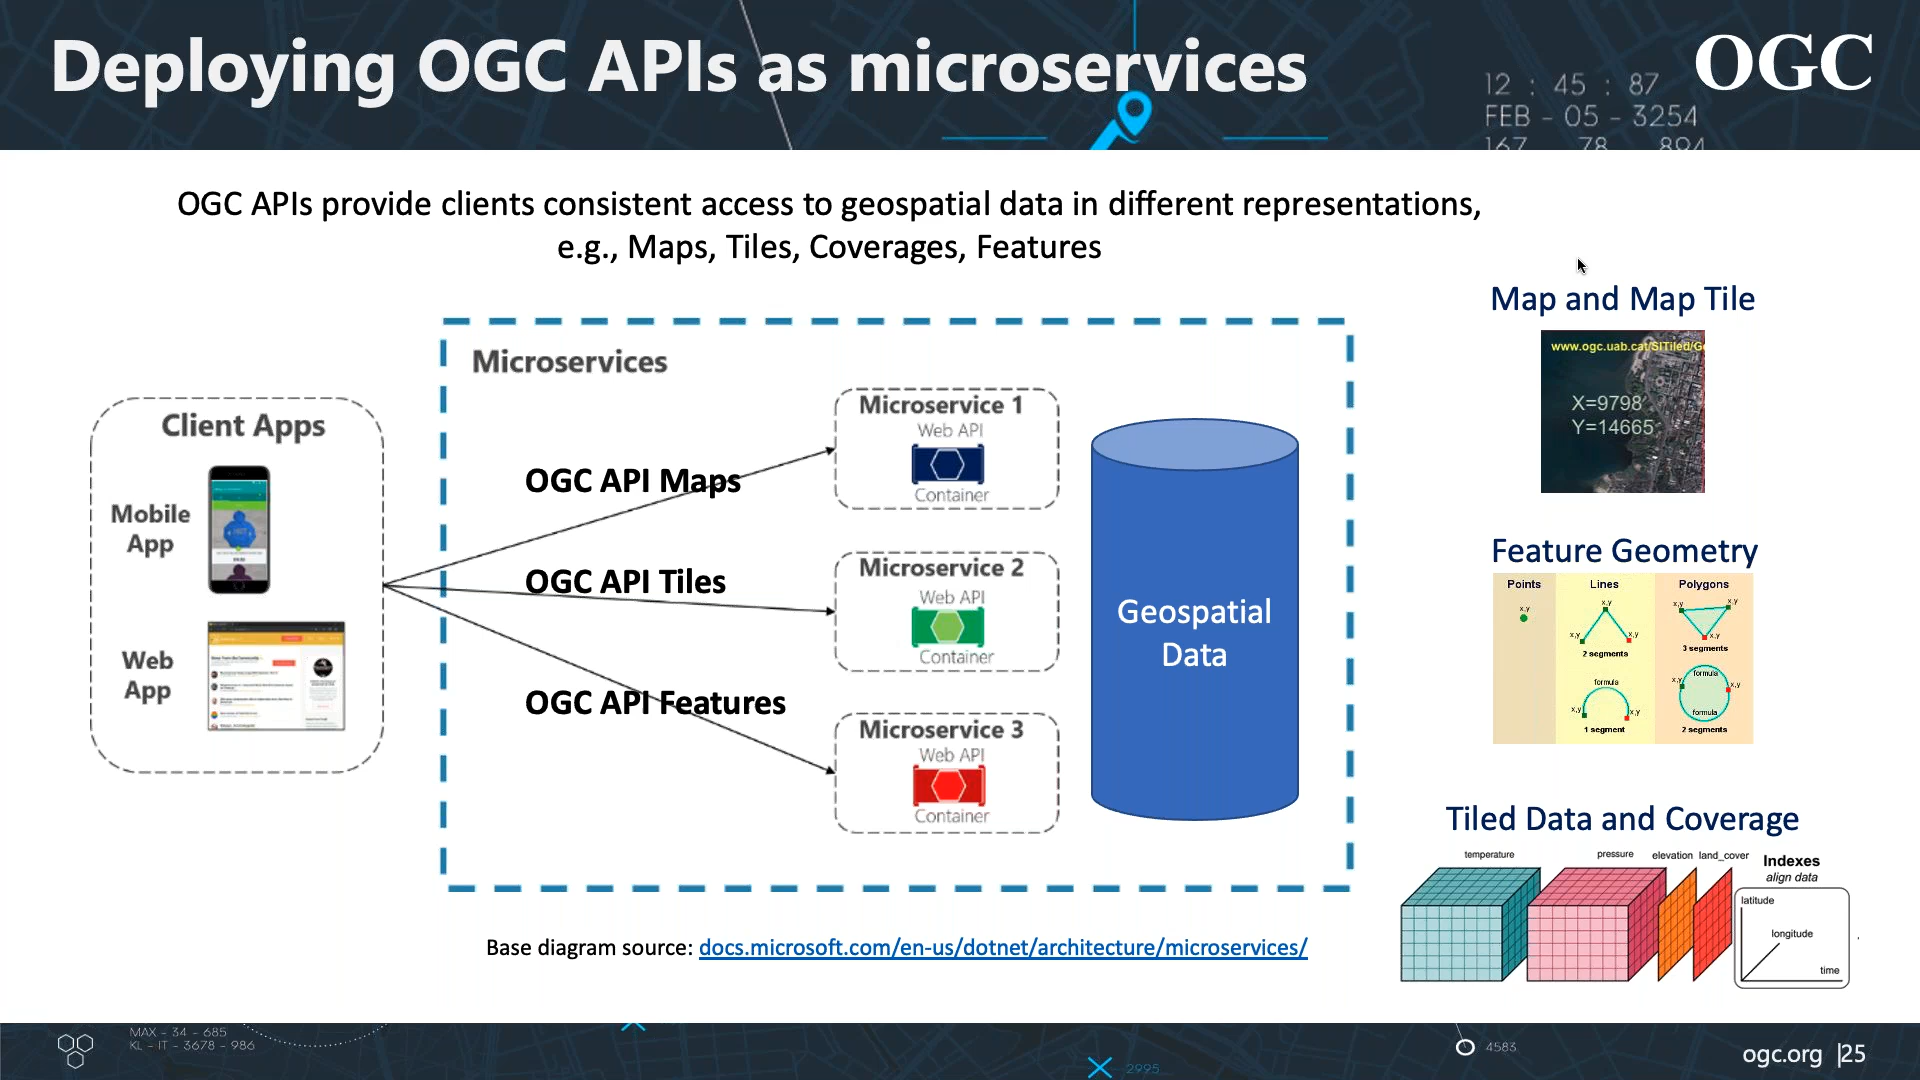 Deploying OGC APIs as microservices
OGC
12 : 45 : 87
FEB - 05 - 3254
167 78 894
OGC APIs provide clients consistent access to geospatial data in different representations,
e.g., Maps, Tiles, Coverages, Features
Client Apps
Mobile
App
Web
App
Microservices
OGC API Maps
OGC API Tiles
OGC API Features
Microservice 1
Web API
Container
Microservice 2
Web API
Container
Microservice 3
Web API
Container
Geospatial
Data
Map and Map Tile
www.ogc.uab.cat/SITiled/G
X=9798
Y=14665
Feature Geometry
Points
Lines
Polygons
x,y
x,y
x,y
x,y
2 segments
x,y
x,y
x,y
3 segments
formula
x,y
x,y
1 segment
formula
x,y
x,y
formula
2 segments
Tiled Data and Coverage
temperature
pressure
elevation
land_cover
Indexes
align data
latitude
longitude
time
Base diagram source: docs.microsoft.com/en-us/dotnet/architecture/microservices/
MAX - 34 - 685
KL - IT - 3678 - 986
2995
4583
ogc.org |25